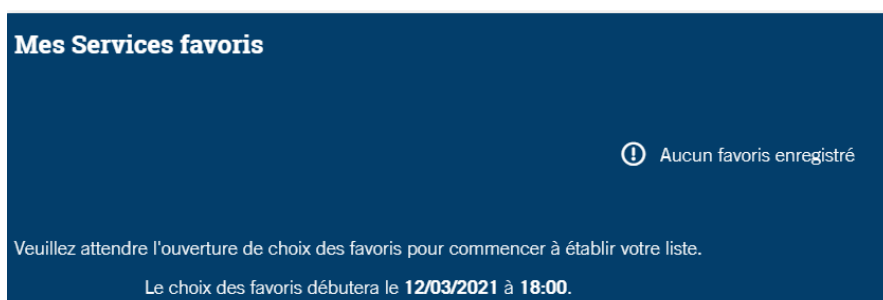 Mes Services favoris
Aucun favoris enregistré
Veuillez attendre l'ouverture de choix des favoris pour commencer à établir votre liste.
Le choix des favoris débutera le 12/03/2021 à 18:00.